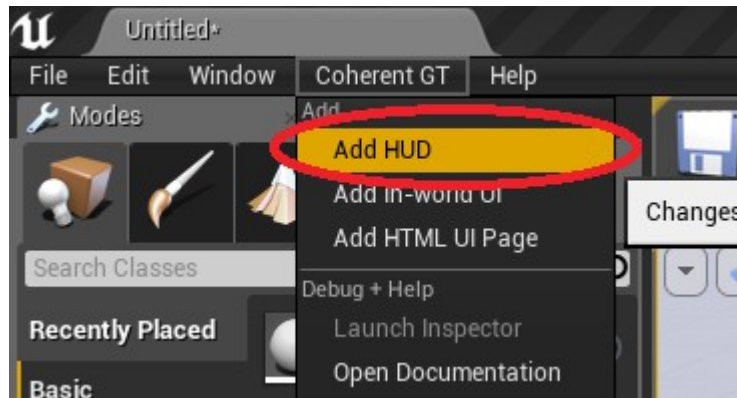 Untitled*
File Edit Window Coherent GT Help
Modes
Add
Add HUD
Add In-world UI
Changes
Add HTML UI Page
Search Classes
Debug + Help
Recently Placed
Launch Inspector
Open Documentation
Basic